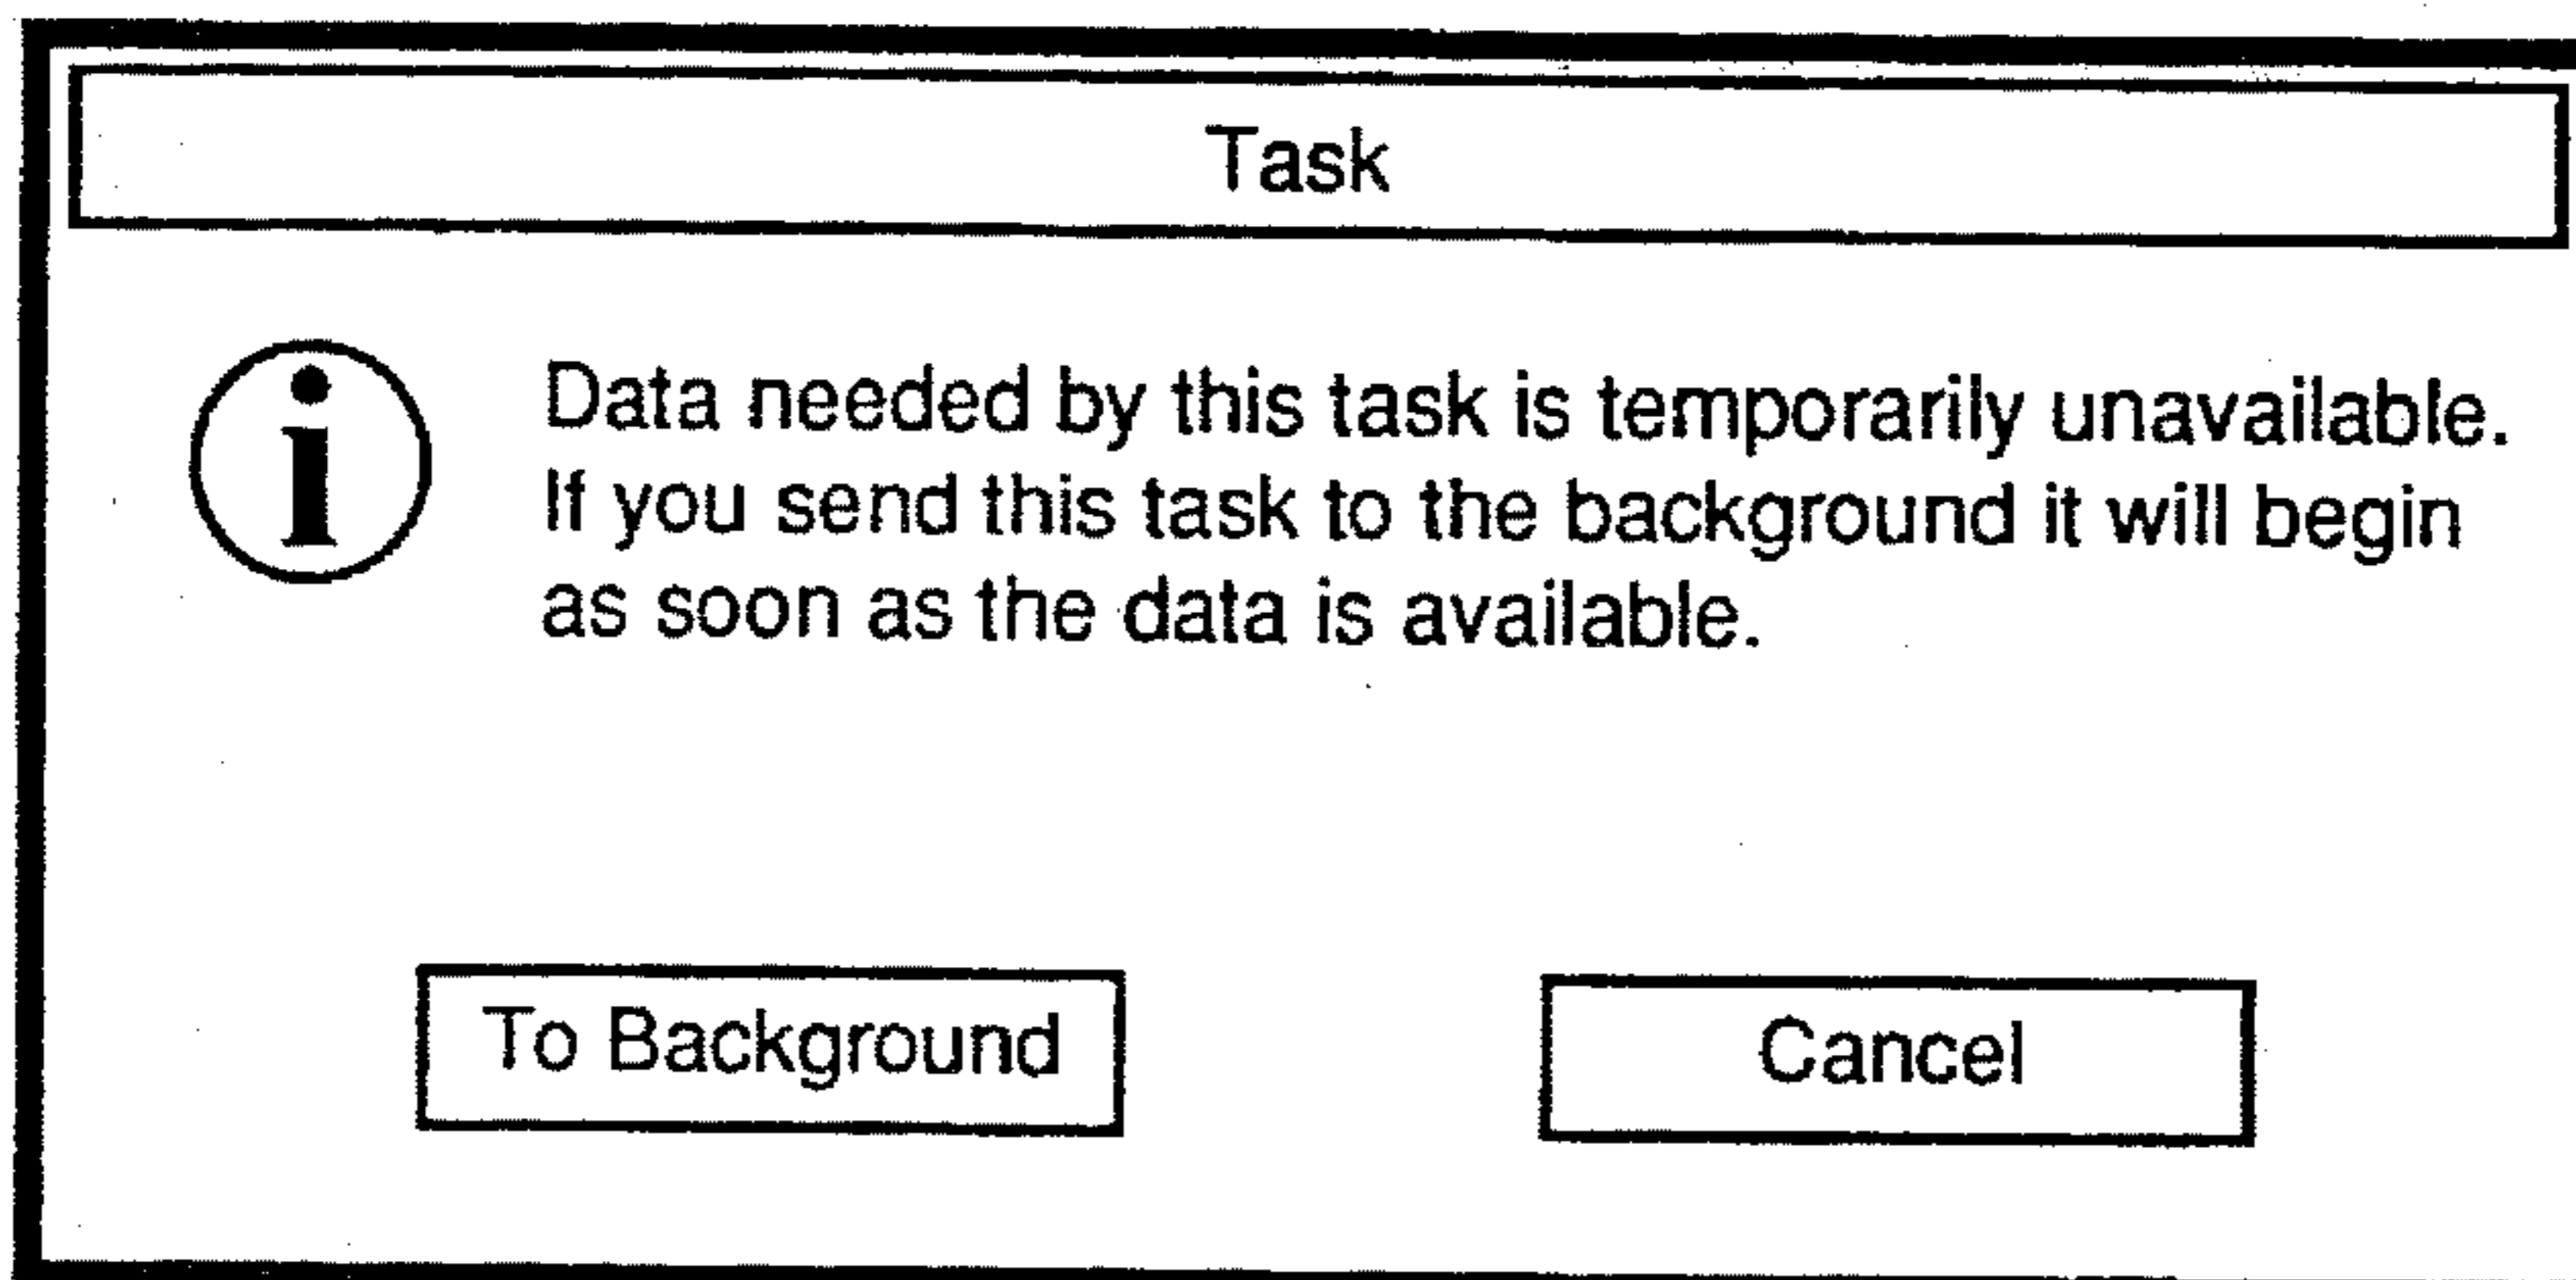 Task
Data needed by this task is temporarily unavailable.
If you send this task to the background it will begin
as soon as the data is available.
To Background
Cancel